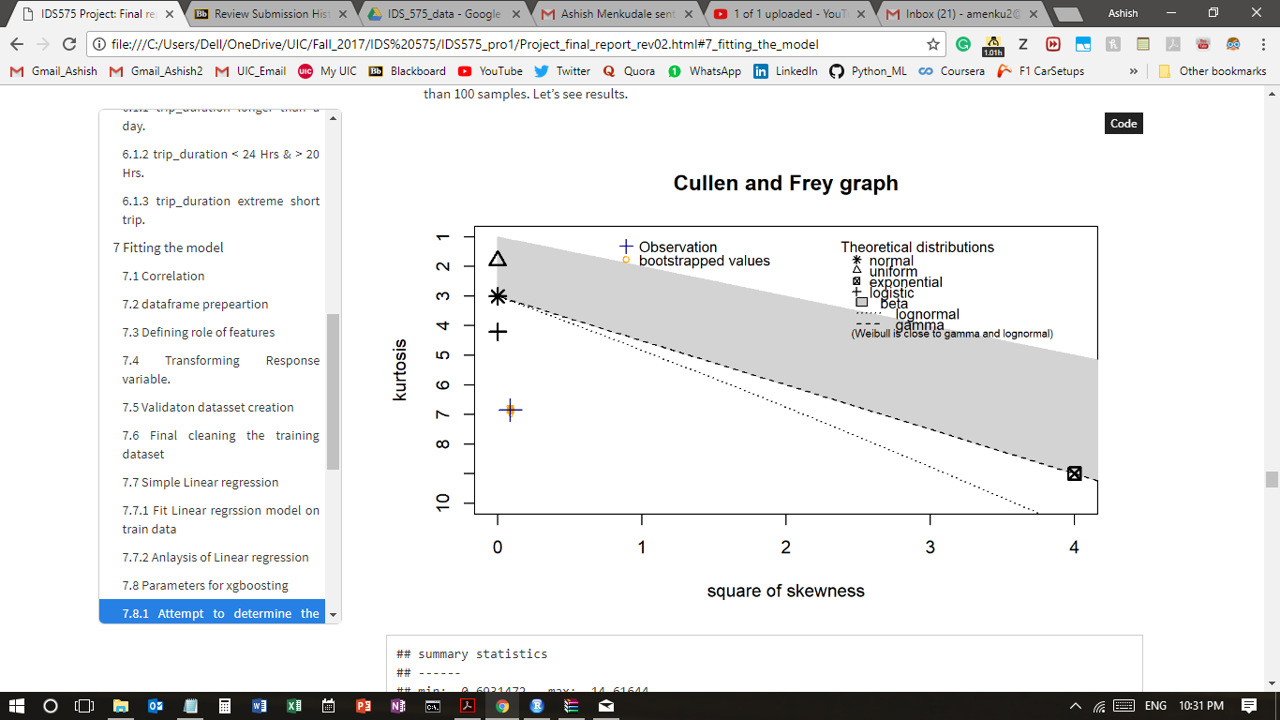 IDS575 Project: Final re
Review Submission Hist
IDS_575_data - Google
Ashish Menkudale sent
1 of 1 uploaded - YouT
Inbox (21) - amenku2@
Ashish
file:///C:/Users/Dell/OneDrive/UIC/Fall_2017/IDS%20575/IDS575_pro1/Project_final_report_rev02.html#7_fitting_the_model
1.01h
Gmail_Ashish
Gmail_Ashish2
UIC_Email
My UIC
Blackboard
YouTube
Twitter
Quora
WhatsApp
LinkedIn
Python_ML
Coursera
F1 CarSetups
»
Other bookmarks
than 100 samples. Let's see results.
Code
day.
6.1.2 trip_duration < 24 Hrs & > 20
Hrs.
6.1.3 trip_duration extreme short
trip.
7 Fitting the model
7.1 Correlation
7.2 dataframe prepeartion
7.3 Defining role of features
7.4 Transforming Response
variable.
7.5 Validaton datasset creation
7.6 Final cleaning the training
dataset
7.7 Simple Linear regression
7.7.1 Fit Linear regrssion model on
train data
7.7.2 Anlaysis of Linear regression
7.8 Parameters for xgboosting
7.8.1 Attempt to determine the
Cullen and Frey graph
Observation
bootstrapped values
Theoretical distributions
normal
uniform
exponential
logistic
beta
lognormal
gamma
(Weibull is close to gamma and lognormal)
kurtosis
1
2
3
4
5
6
7
8
10
0
1
2
3
4
square of skewness
## summary statistics
## ------
## min: 0.6931472 max: 14.61644
ENG
10:31 PM